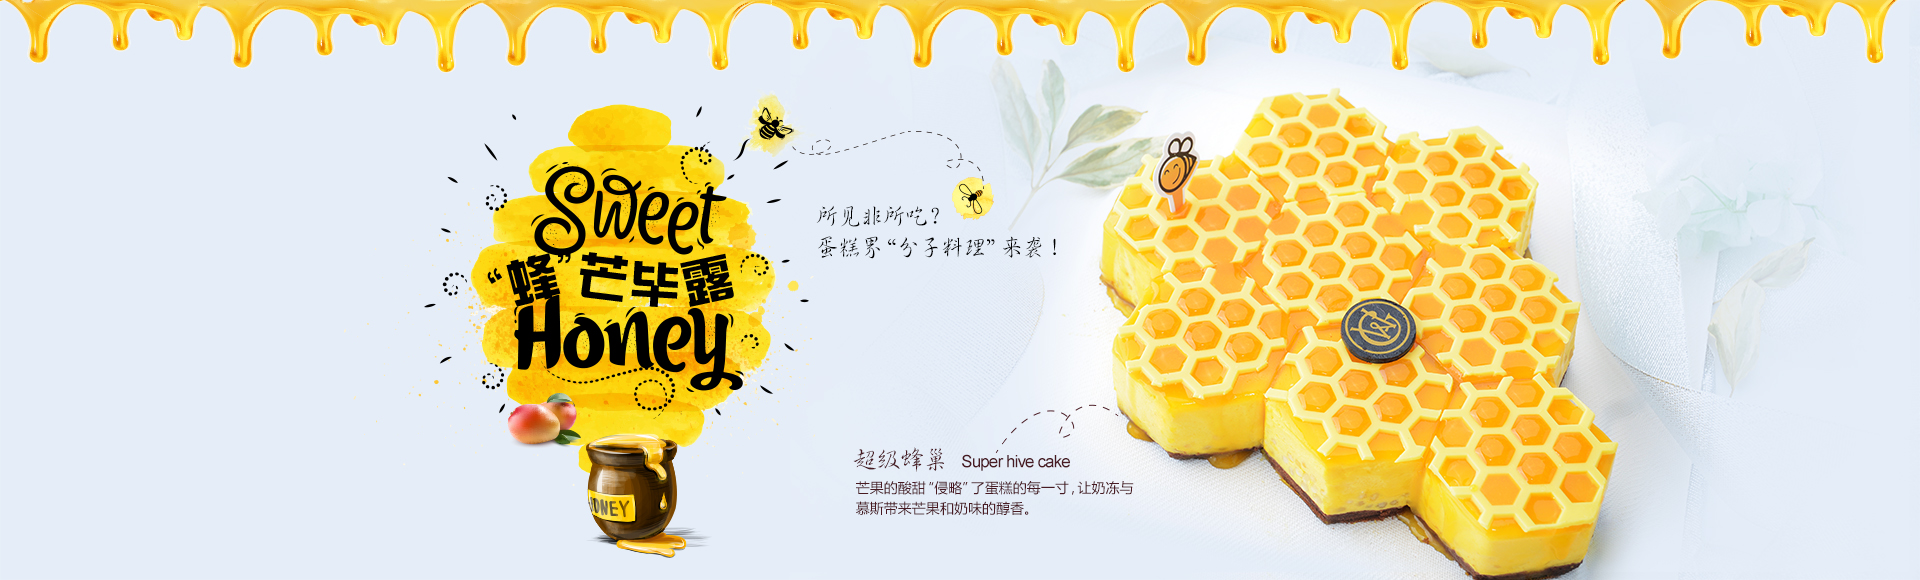 Sweet
“蜂”芒毕露
Honey
HONEY
所见非所吃？
蛋糕累“分子料理”来袭！
超级蜂巢 Super hive cake
芒果的酸甜“侵略”了蛋糕的每一寸，让奶冻与
慕斯带来芒果和奶味的醇香。